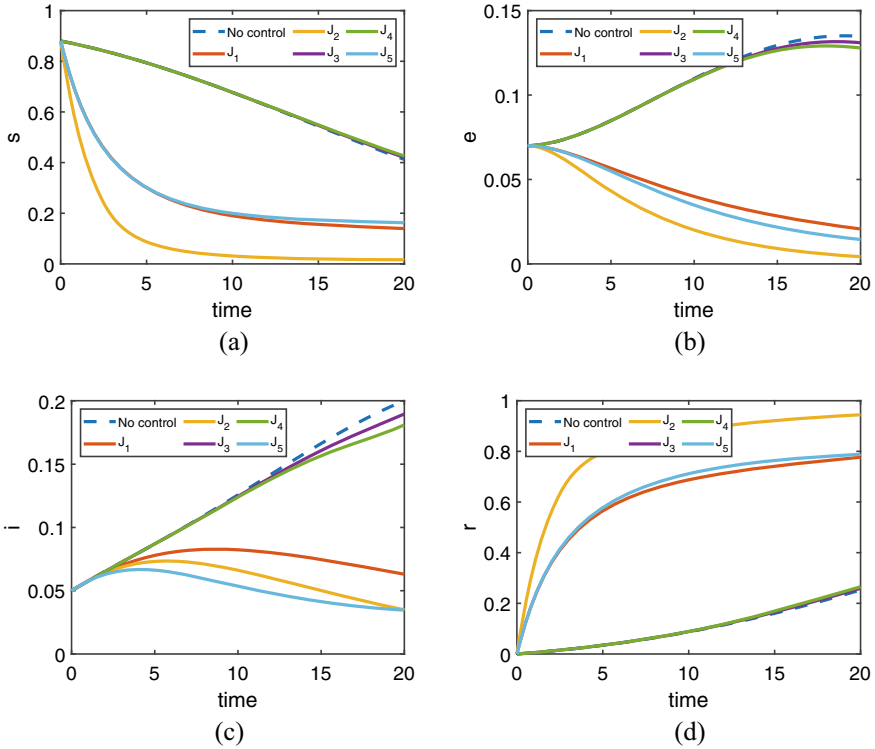 1
0.8
0.6
0.4
0.2
0
s
No control J₂ J₄
J₁ J₃ J₅
0 5 10 15 20
time
(a)
0.15
0.1
0.05
0
e
No control J₂ J₄
J₁ J₃ J₅
0 5 10 15 20
time
(b)
0.2
0.15
0.1
0.05
0
i
No control J₂ J₄
J₁ J₃ J₅
0 5 10 15 20
time
(c)
1
0.8
0.6
0.4
0.2
0
r
No control J₂ J₄
J₁ J₃ J₅
0 5 10 15 20
time
(d)